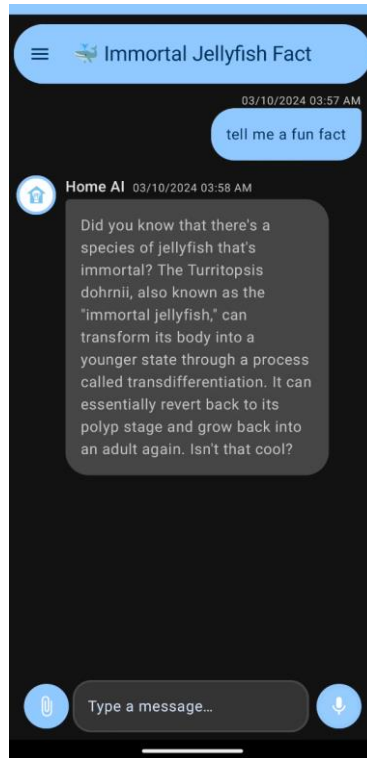 Immortal Jellyfish Fact
03/10/2024 03:57 AM
tell me a fun fact
Home AI 03/10/2024 03:58 AM
Did you know that there's a
species of jellyfish that's
immortal? The Turritopsis
dohrnii, also known as the
"immortal jellyfish," can
transform its body into a
younger state through a process
called transdifferentiation. It can
essentially revert back to its
polyp stage and grow back into
an adult again. Isn't that cool?
Type a message...